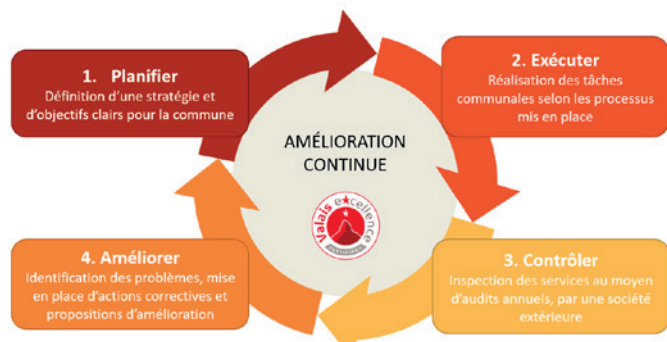 1. Planifier
Définition d'une stratégie et
d'objectifs clairs pour la commune
2. Exécuter
Réalisation des tâches
communales selon les processus
mis en place
AMÉLIORATION
CONTINUE
Valais excellence
4. Améliorer
Identification des problèmes, mise
en place d'actions correctives et
propositions d'amélioration
3. Contrôler
Inspection des services au moyen
d'audits annuels, par une société
extérieure